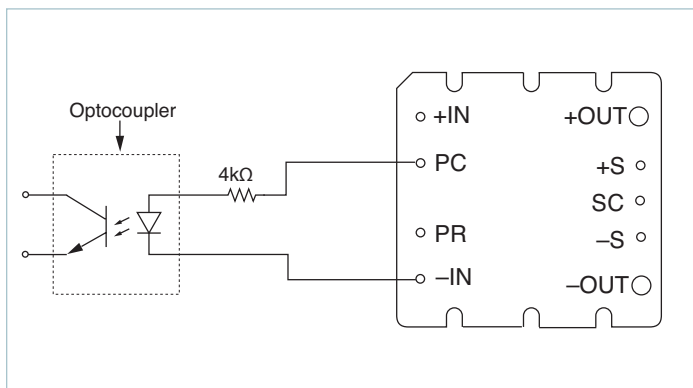 Optocoupler
4kΩ
+IN
PC
PR
–IN
+OUT
+S
SC
–S
–OUT